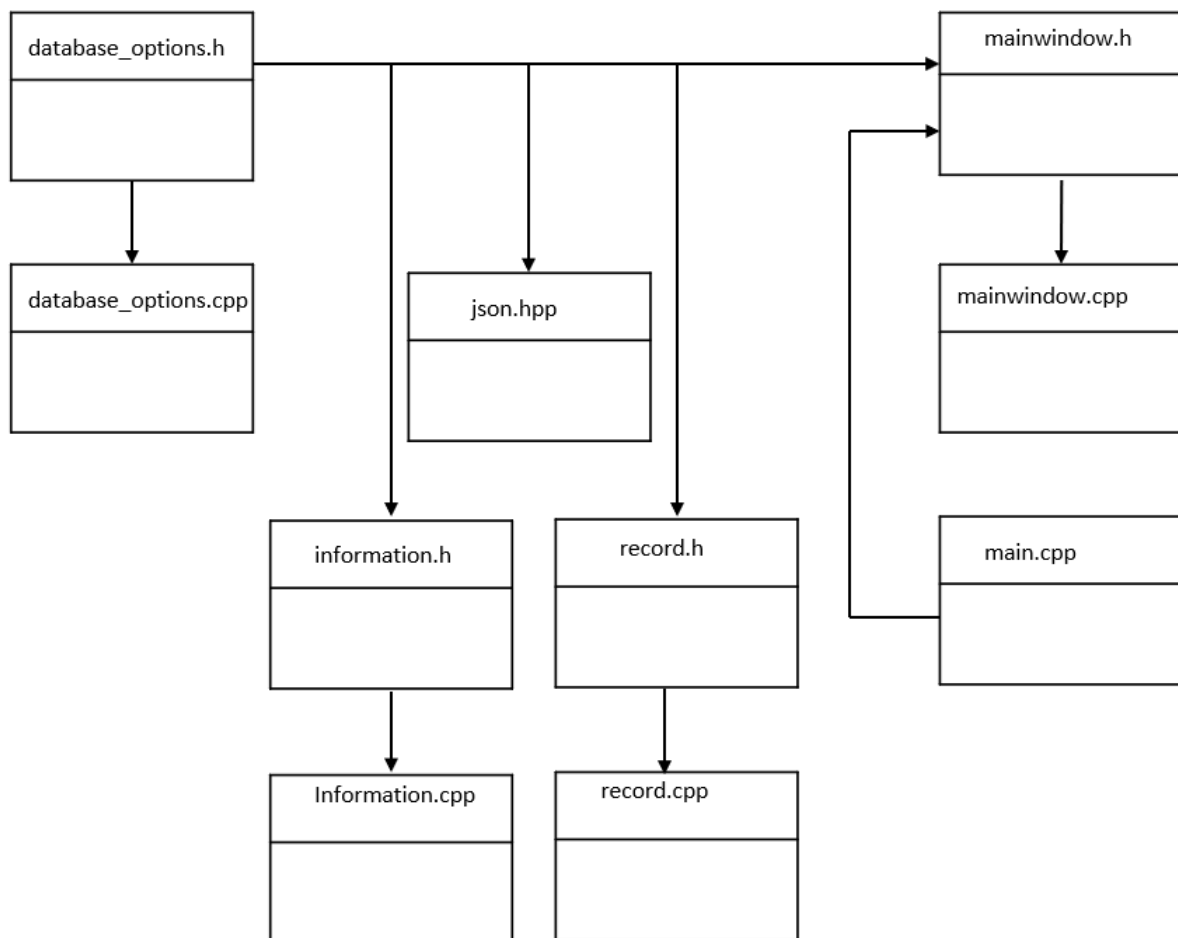 database_options.h
mainwindow.h
database_options.cpp
json.hpp
mainwindow.cpp
information.h
record.h
main.cpp
Information.cpp
record.cpp